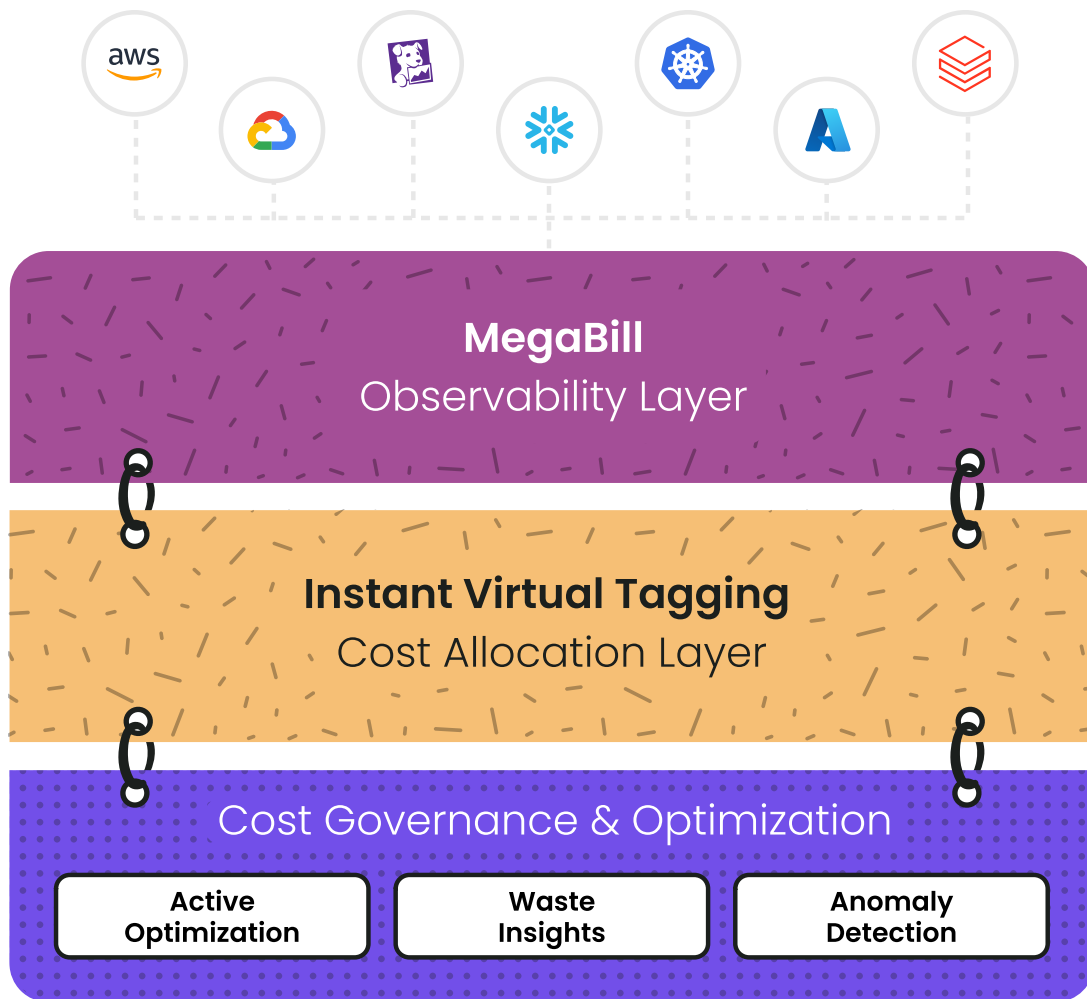 aws
MegaBill
Observability Layer
Instant Virtual Tagging
Cost Allocation Layer
Cost Governance & Optimization
Active
Optimization
Waste
Insights
Anomaly
Detection